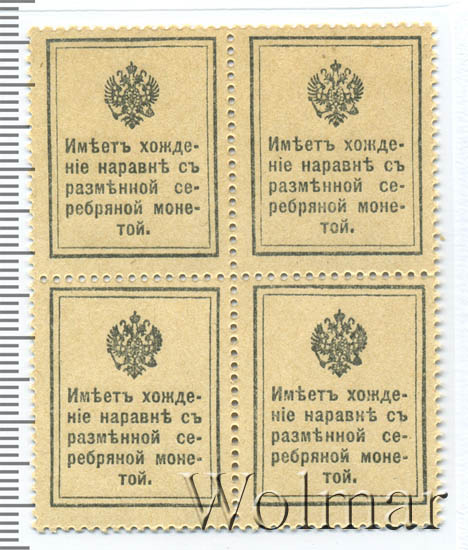 Имѣетъ хожде-
ніе наравнѣ съ
размѣнной се-
ребряной моне-
той.
Имѣетъ хожде-
ніе наравнѣ съ
размѣнной се-
ребряной моне-
той.
Имѣетъ хожде-
ніе наравнѣ съ
размѣнной се-
ребряной моне-
той.
Имѣетъ хожде-
ніе наравнѣ съ
размѣнной се-
ребряной моне-
той.
Wolmar